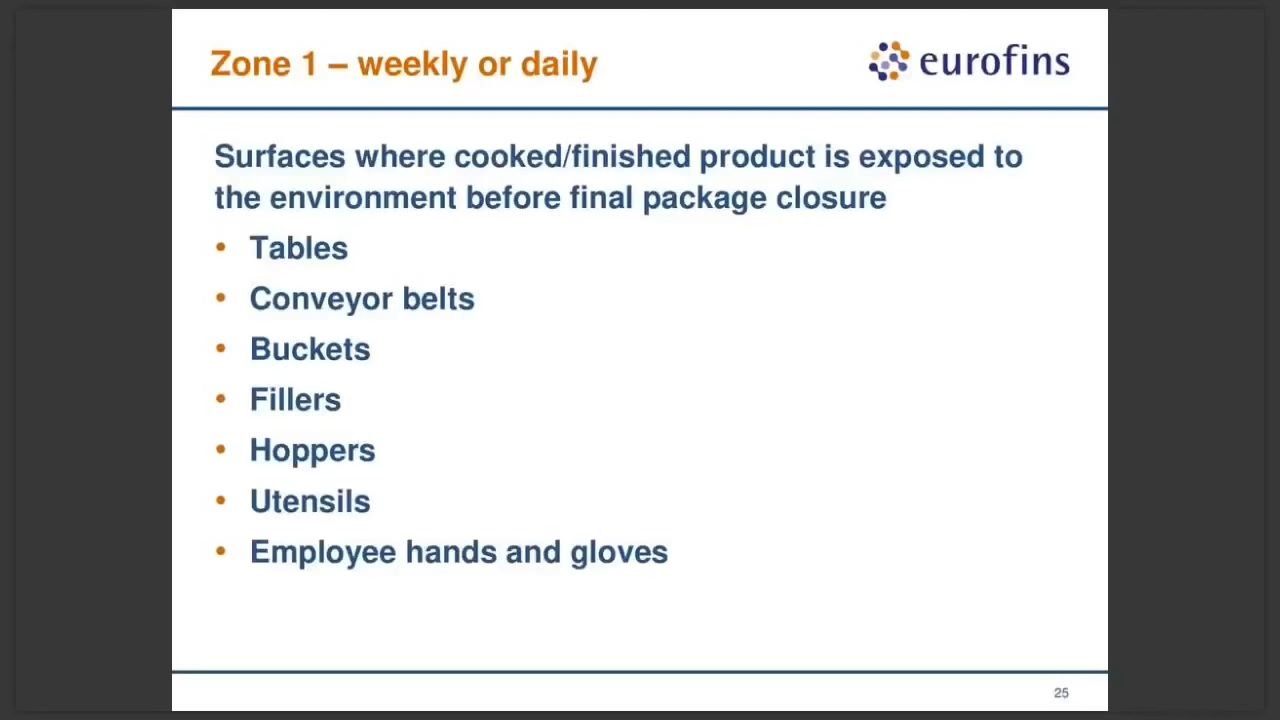 Zone 1 – weekly or daily
eurofins
Surfaces where cooked/finished product is exposed to
the environment before final package closure
• Tables
• Conveyor belts
• Buckets
• Fillers
• Hoppers
• Utensils
• Employee hands and gloves
25